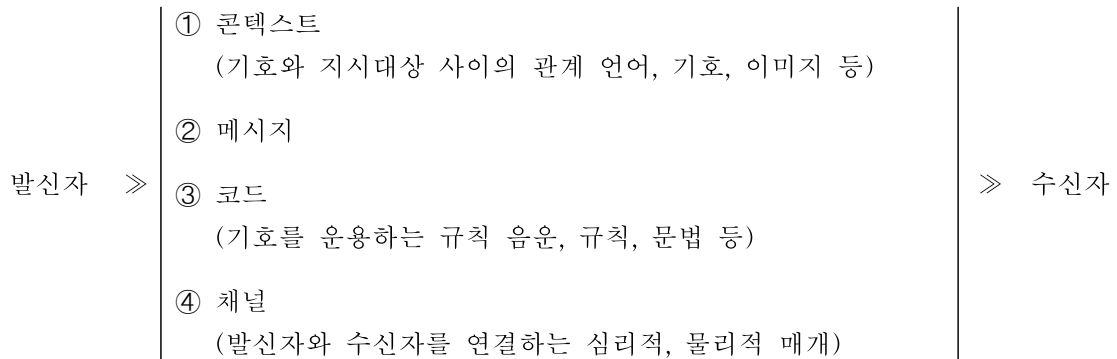 ① 콘텍스트
(기호와 지시대상 사이의 관계 언어, 기호, 이미지 등)
② 메시지
발신자 ≫
③ 코드
≫ 수신자
(기호를 운용하는 규칙 음운, 규칙, 문법 등)
④ 채널
(발신자와 수신자를 연결하는 심리적, 물리적 매개)